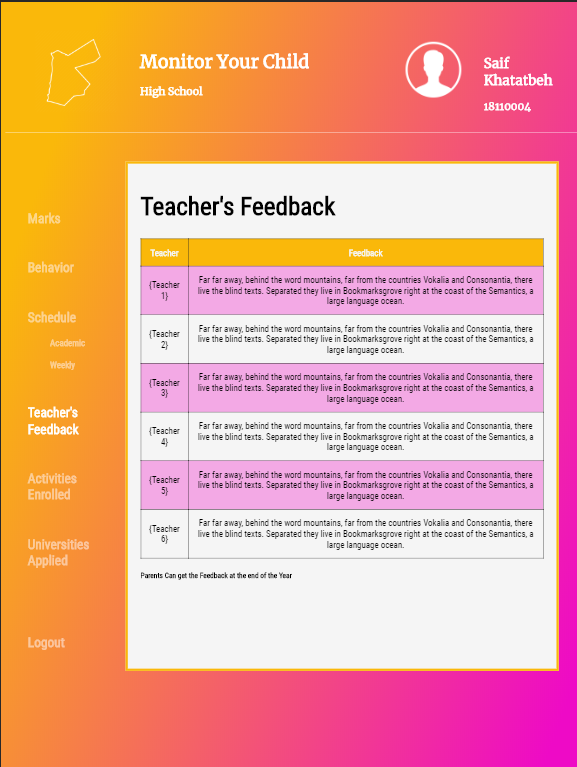 Monitor Your Child
High School
Saif
Khatatbeh
18110004
Marks
Behavior
Schedule
Academic
Weekly
Teacher's
Feedback
Activities
Enrolled
Universities
Applied
Logout
Teacher's Feedback
Teacher Feedback
{Teacher
1}
Far far away, behind the word mountains, far from the countries Vokalia and Consonantia, there
live the blind texts. Separated they live in Bookmarksgrove right at the coast of the Semantics, a
large language ocean.
{Teacher
2}
Far far away, behind the word mountains, far from the countries Vokalia and Consonantia, there
live the blind texts. Separated they live in Bookmarksgrove right at the coast of the Semantics, a
large language ocean.
{Teacher
3}
Far far away, behind the word mountains, far from the countries Vokalia and Consonantia, there
live the blind texts. Separated they live in Bookmarksgrove right at the coast of the Semantics, a
large language ocean.
{Teacher
4}
Far far away, behind the word mountains, far from the countries Vokalia and Consonantia, there
live the blind texts. Separated they live in Bookmarksgrove right at the coast of the Semantics, a
large language ocean.
{Teacher
5}
Far far away, behind the word mountains, far from the countries Vokalia and Consonantia, there
live the blind texts. Separated they live in Bookmarksgrove right at the coast of the Semantics, a
large language ocean.
{Teacher
6}
Far far away, behind the word mountains, far from the countries Vokalia and Consonantia, there
live the blind texts. Separated they live in Bookmarksgrove right at the coast of the Semantics, a
large language ocean.
Parents Can get the Feedback at the end of the Year